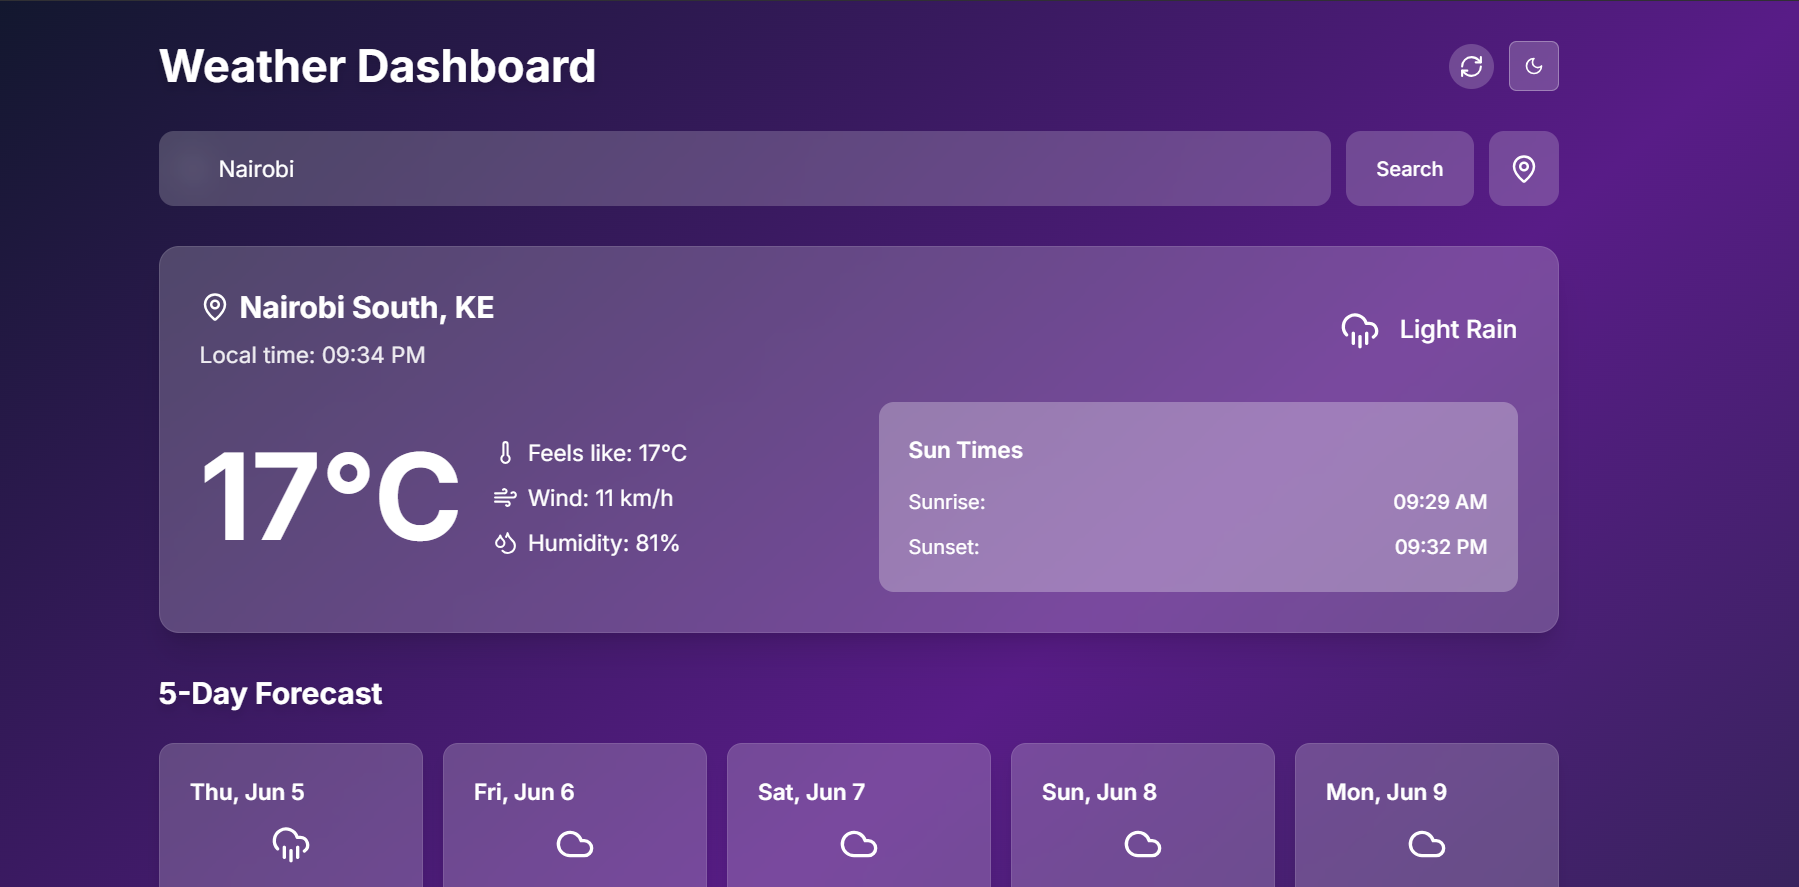 Weather Dashboard
Nairobi
Search
Nairobi South, KE
Local time: 09:34 PM
Light Rain
17°C
Feels like: 17°C
Wind: 11 km/h
Humidity: 81%
Sun Times
Sunrise: 09:29 AM
Sunset: 09:32 PM
5-Day Forecast
Thu, Jun 5
Fri, Jun 6
Sat, Jun 7
Sun, Jun 8
Mon, Jun 9